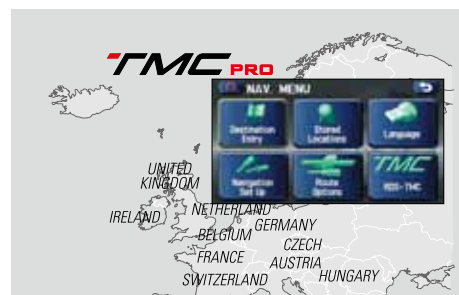 TMC PRO
NAV MENU
Destination
Entry
Stored
Locations
Language
Navigation
Set Up
Route
Options
TMC
RDS-TMC
UNITED
KINGDOM
IRELAND
NETHERLAND
GERMANY
BELGIUM
CZECH
FRANCE
AUSTRIA
SWITZERLAND
HUNGARY